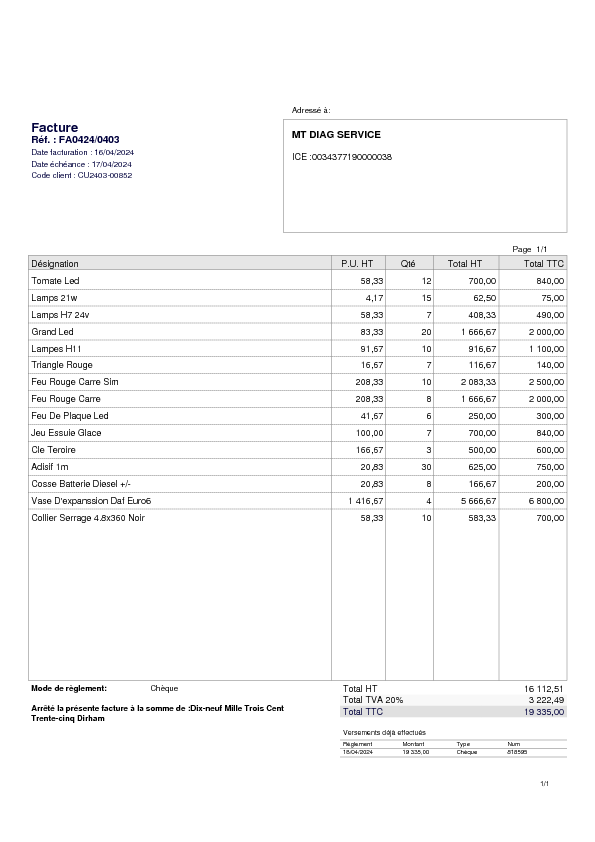 Adressé à:
Facture
Réf. : FA0424/0403
Date facturation : 16/04/2024
Date échéance : 17/04/2024
Code client : CU2403-00852
MT DIAG SERVICE
ICE :0034377190000038
Page 1/1
Désignation P.U. HT Qté Total HT Total TTC
Tomate Led 58,33 12 700,00 840,00
Lamps 21w 4,17 15 62,50 75,00
Lamps H7 24v 58,33 7 408,33 490,00
Grand Led 83,33 20 1 666,67 2 000,00
Lampes H11 91,67 10 916,67 1 100,00
Triangle Rouge 16,67 7 116,67 140,00
Feu Rouge Carre Sim 208,33 10 2 083,33 2 500,00
Feu Rouge Carre 208,33 8 1 666,67 2 000,00
Feu De Plaque Led 41,67 6 250,00 300,00
Jeu Essuie Glace 100,00 7 700,00 840,00
Cle Teroire 166,67 3 500,00 600,00
Adisif 1m 20,83 30 625,00 750,00
Cosse Batterie Diesel +/- 20,83 8 166,67 200,00
Vase D'expanssion Daf Euro6 1 416,67 4 5 666,67 6 800,00
Collier Serrage 4.8x360 Noir 58,33 10 583,33 700,00
Mode de règlement: Chèque
Arrêté la présente facture à la somme de :Dix-neuf Mille Trois Cent
Trente-cinq Dirham
Total HT 16 112,51
Total TVA 20% 3 222,49
Total TTC 19 335,00
Versements déjà effectués
Règlement Montant Type Num
18/04/2024 19 335,00 Chèque 818595
1/1